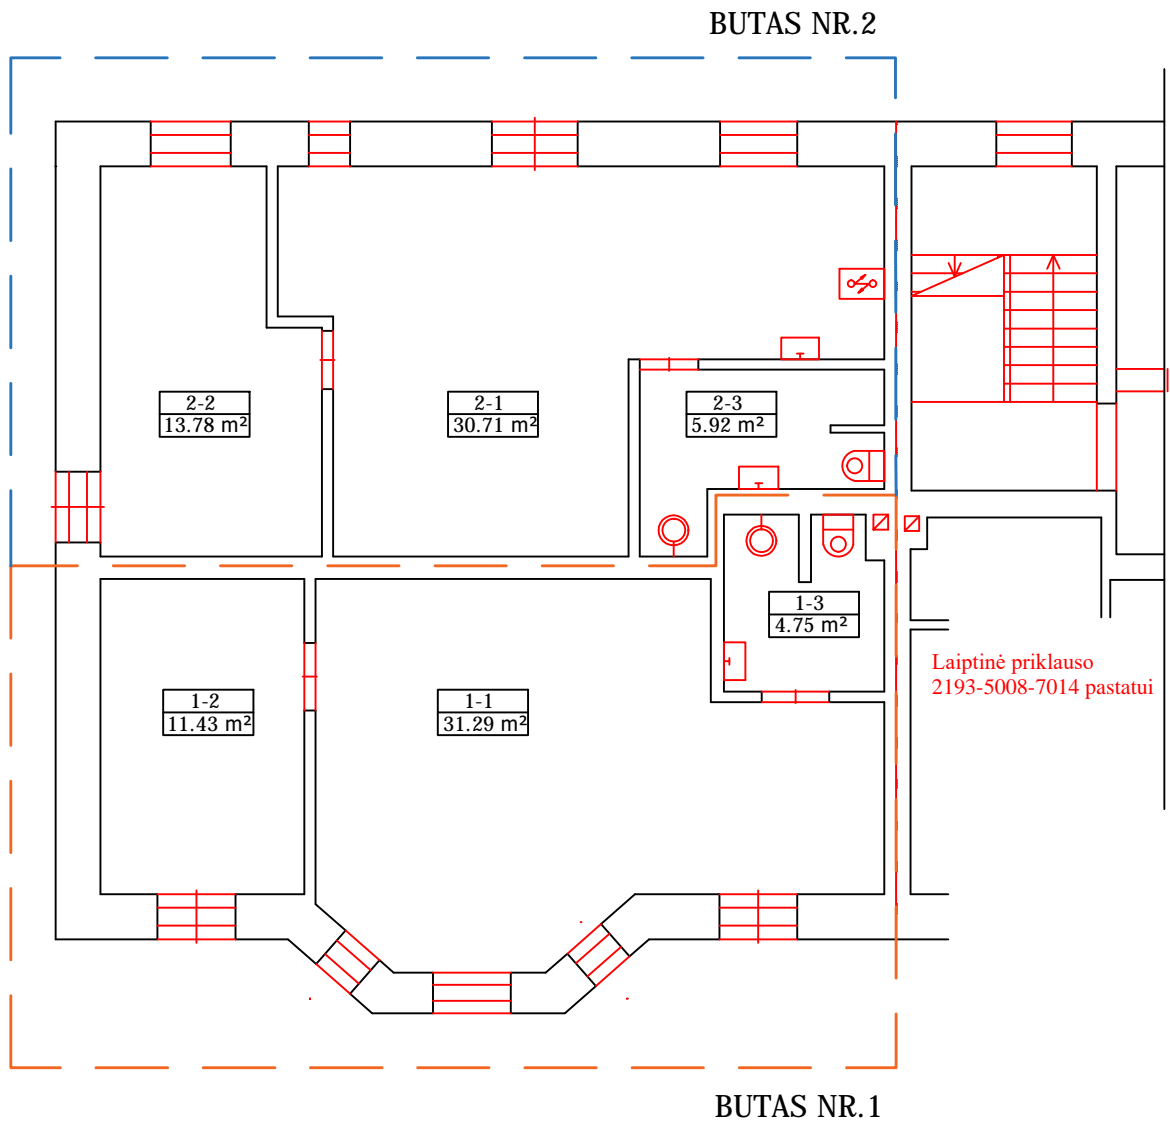 BUTAS NR.2
2-2
13.78 m²
2-1
30.71 m²
2-3
5.92 m²
1-3
4.75 m²
Laiptinė priklauso
2193-5008-7014 pastatui
1-2
11.43 m²
1-1
31.29 m²
BUTAS NR.1